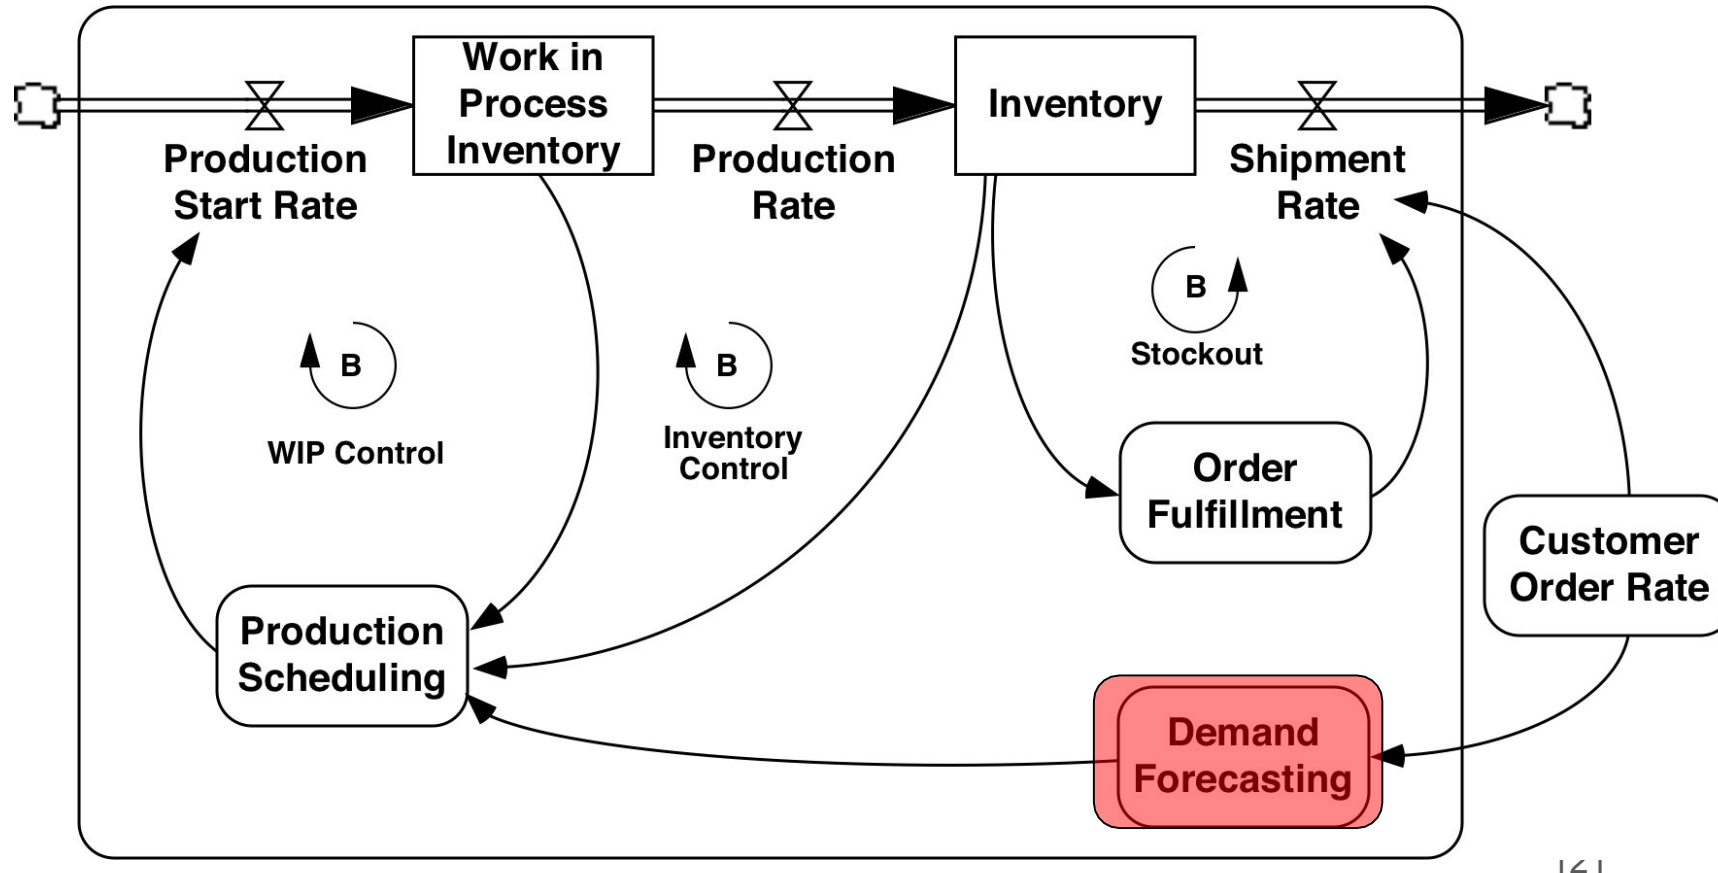 Work in
Process
Inventory
Inventory
Production
Start Rate
Production
Rate
Shipment
Rate
B
Stockout
B
WIP Control
B
Inventory
Control
Order
Fulfillment
Customer
Order Rate
Production
Scheduling
Demand
Forecasting